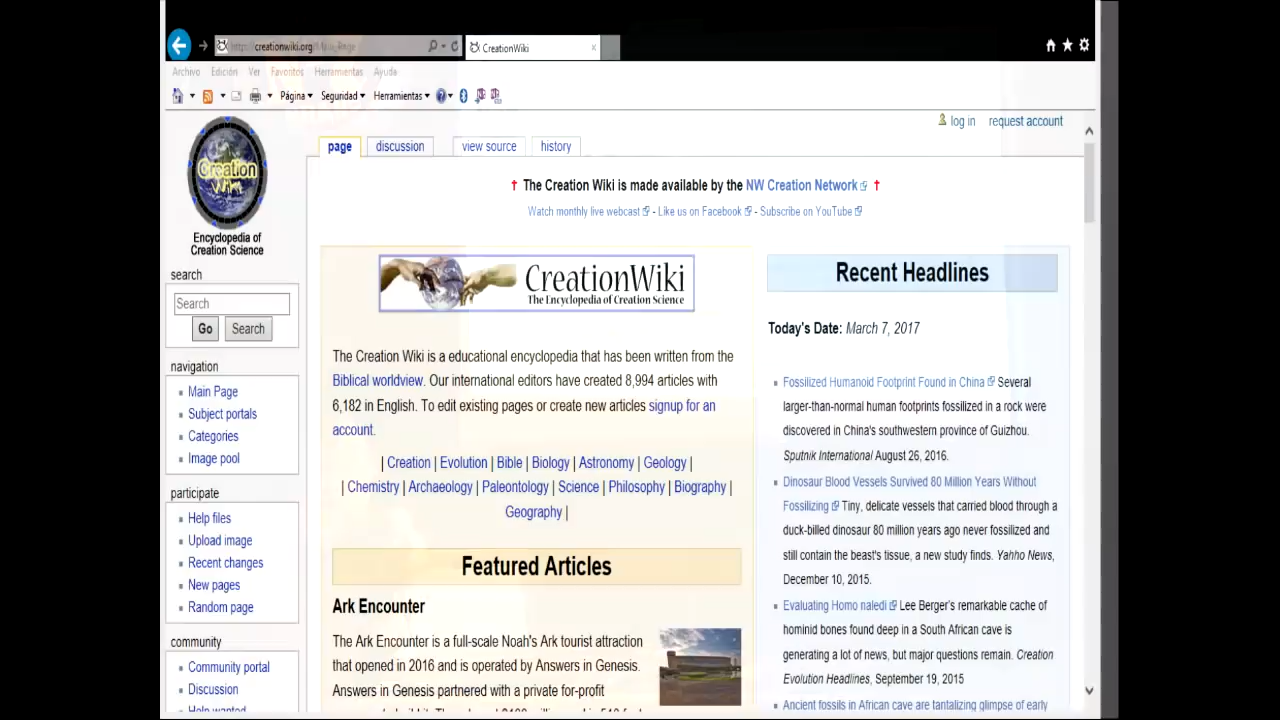 creationwiki.org
CreationWiki
Archivo Edición Ver Favoritos Herramientas Ayuda
Página Seguridad Herramientas
log in request account
page discussion view source history
† The Creation Wiki is made available by the NW Creation Network †
Watch monthly live webcast - Like us on Facebook - Subscribe on YouTube
Creation
Wiki
Encyclopedia of
Creation Science
search
Search
Go Search
navigation
Main Page
Subject portals
Categories
Image pool
participate
Help files
Upload image
Recent changes
New pages
Random page
community
Community portal
Discussion
Help wanted
CreationWiki
The Encyclopedia of Creation Science
The Creation Wiki is a educational encyclopedia that has been written from the
Biblical worldview. Our international editors have created 8,994 articles with
6,182 in English. To edit existing pages or create new articles signup for an
account.
| Creation | Evolution | Bible | Biology | Astronomy | Geology |
| Chemistry | Archaeology | Paleontology | Science | Philosophy | Biography |
Geography |
Featured Articles
Ark Encounter
The Ark Encounter is a full-scale Noah's Ark tourist attraction
that opened in 2016 and is operated by Answers in Genesis.
Answers in Genesis partnered with a private for-profit
Recent Headlines
Today's Date: March 7, 2017
Fossilized Humanoid Footprint Found in China Several
larger-than-normal human footprints fossilized in a rock were
discovered in China's southwestern province of Guizhou.
Sputnik International August 26, 2016.
Dinosaur Blood Vessels Survived 80 Million Years Without
Fossilizing Tiny, delicate vessels that carried blood through a
duck-billed dinosaur 80 million years ago never fossilized and
still contain the beast's tissue, a new study finds. Yahho News,
December 10, 2015.
Evaluating Homo naledi Lee Berger's remarkable cache of
hominid bones found deep in a South African cave is
generating a lot of news, but major questions remain. Creation
Evolution Headlines, September 19, 2015
Ancient fossils in African cave are tantalizing glimpse of early